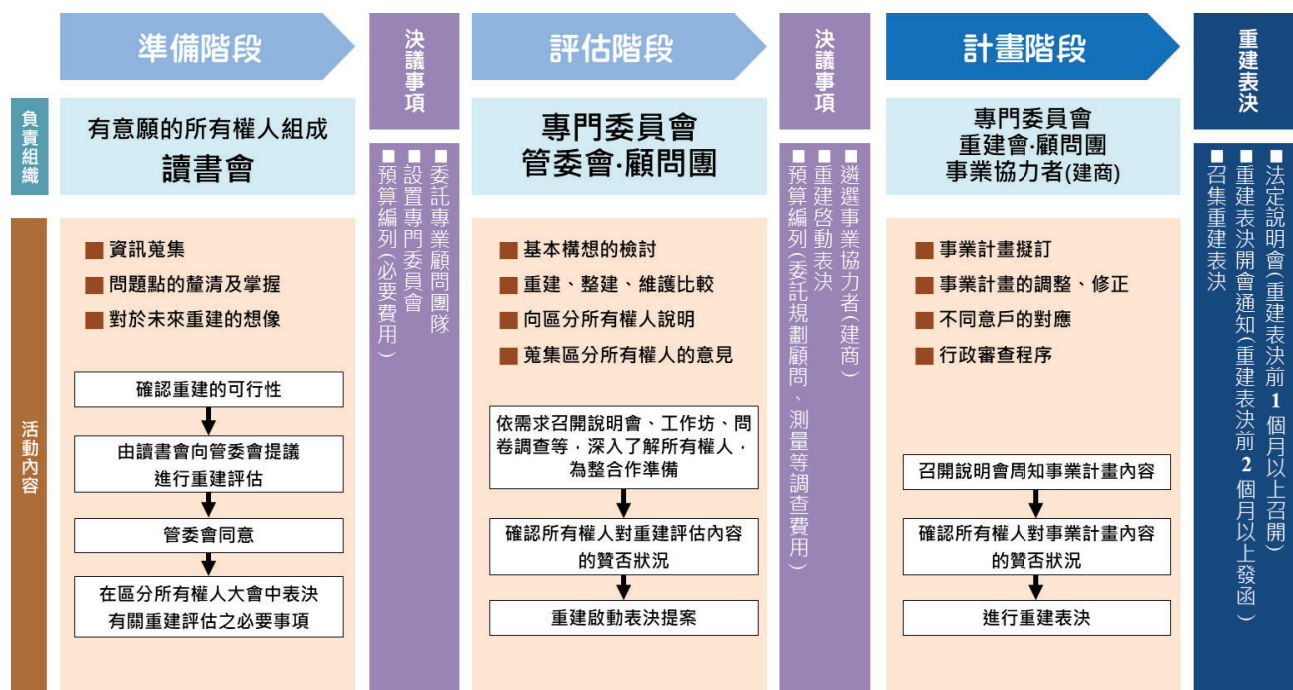 準備階段
負責組織
有意願的所有權人組成
讀書會
活動內容
■ 資訊蒐集
■ 問題點的釐清及掌握
■ 對於未來重建的想像
確認重建的可行性
由讀書會向管委會提議
進行重建評估
管委會同意
在區分所有權人大會中表決
有關重建評估之必要事項
決議事項
■委託專業顧問團隊
■設置專門委員會
■預算編列(必要費用)
評估階段
專門委員會
管委會‧顧問團
■ 基本構想的檢討
■ 重建、整建、維護比較
■ 向區分所有權人說明
■ 蒐集區分所有權人的意見
依需求召開說明會、工作坊、問
卷調查等，深入了解所有權人，
為整合作準備
確認所有權人對重建評估內容
的贊否狀況
重建啟動表決提案
決議事項
■遴選事業協力者(建商)
■重建啓動表決
■預算編列(委託規劃顧問、測量等調查費用)
計畫階段
專門委員會
重建會‧顧問團
事業協力者(建商)
■ 事業計畫擬訂
■ 事業計畫的調整、修正
■ 不同意戶的對應
■ 行政審查程序
召開說明會周知事業計畫內容
確認所有權人對事業計畫內容
的贊否狀況
進行重建表決
重建表決
■法定說明會(重建表決前1個月以上召開)
■重建表決開會通知(重建表決前2個月以上發函)
■召集重建表決